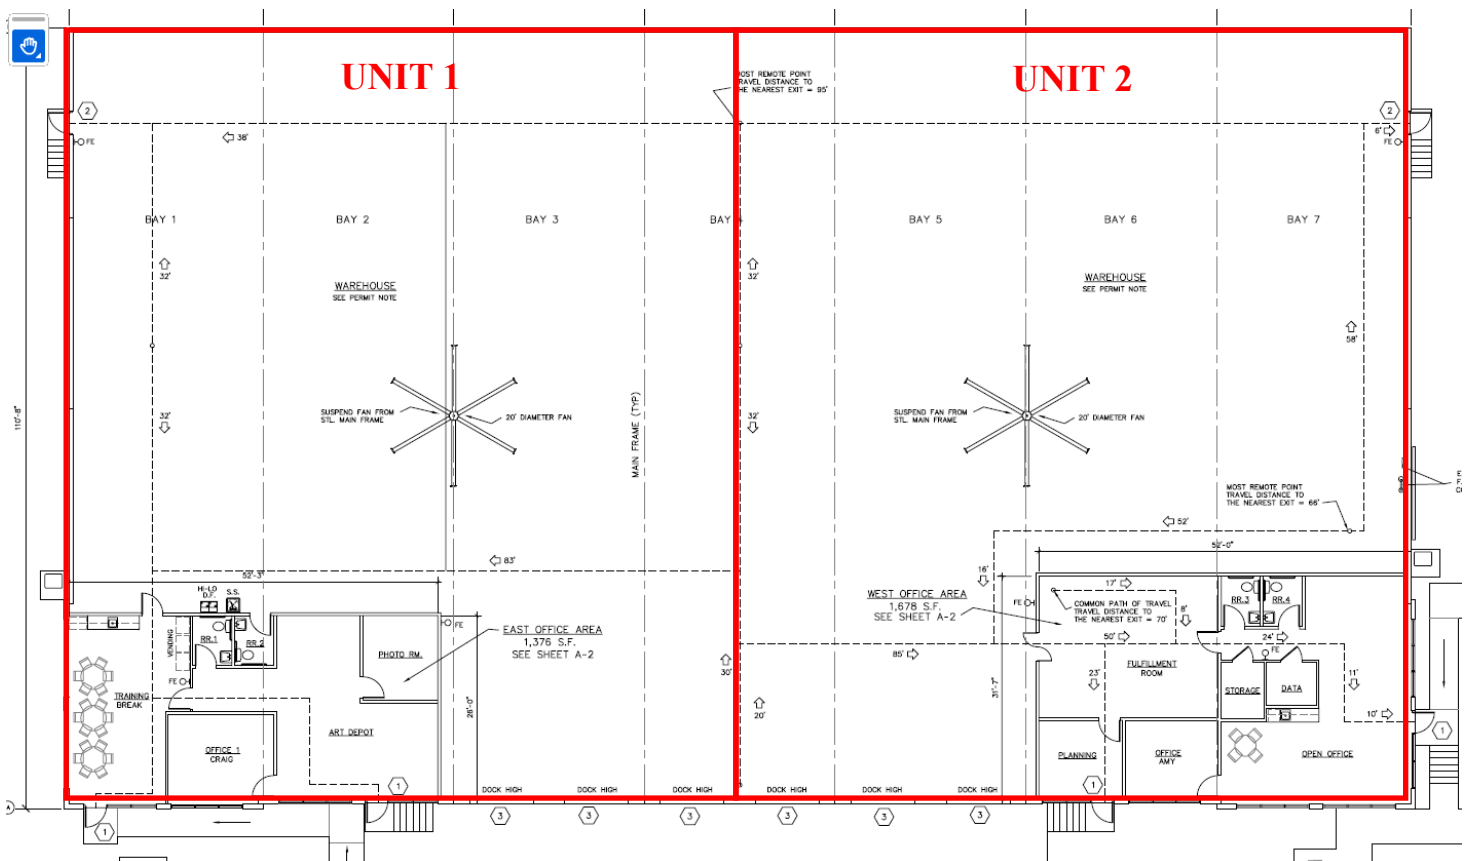 UNIT 1
UNIT 2
MOST REMOTE POINT
TRAVEL DISTANCE TO
THE NEAREST EXIT = 95'
2
2
FE
38'
6'
FE
BAY 1
BAY 2
BAY 3
BAY 4
BAY 5
BAY 6
BAY 7
32'
32'
WAREHOUSE
SEE PERMIT NOTE
WAREHOUSE
SEE PERMIT NOTE
58'
110'-8"
32'
SUSPEND FAN FROM
STL. MAIN FRAME
20' DIAMETER FAN
MAIN FRAME (TYP)
32'
SUSPEND FAN FROM
STL. MAIN FRAME
20' DIAMETER FAN
MOST REMOTE POINT
TRAVEL DISTANCE TO
THE NEAREST EXIT = 66'
52'
83'
52'-3"
52'-0"
16'
17'
HI-LO
D.F.
S.S.
WEST OFFICE AREA
1,678 S.F.
SEE SHEET A-2
FE
COMMON PATH OF TRAVEL
TRAVEL DISTANCE TO
THE NEAREST EXIT = 70'
8'
RR.3
RR.4
VENDING
RR.1
RR.2
FE
EAST OFFICE AREA
1,376 S.F.
SEE SHEET A-2
PHOTO RM.
50'
24'
FE
85'
30'
FULFILLMENT
ROOM
23'
11'
FE
TRAINING
BREAK
STORAGE
DATA
31'-7"
28'-0"
20'
10'
ART DEPOT
OFFICE 1
CRAIG
PLANNING
OFFICE
AMY
OPEN OFFICE
1
1
1
DOCK HIGH
DOCK HIGH
DOCK HIGH
DOCK HIGH
DOCK HIGH
DOCK HIGH
A
1
3
3
3
3
3
3